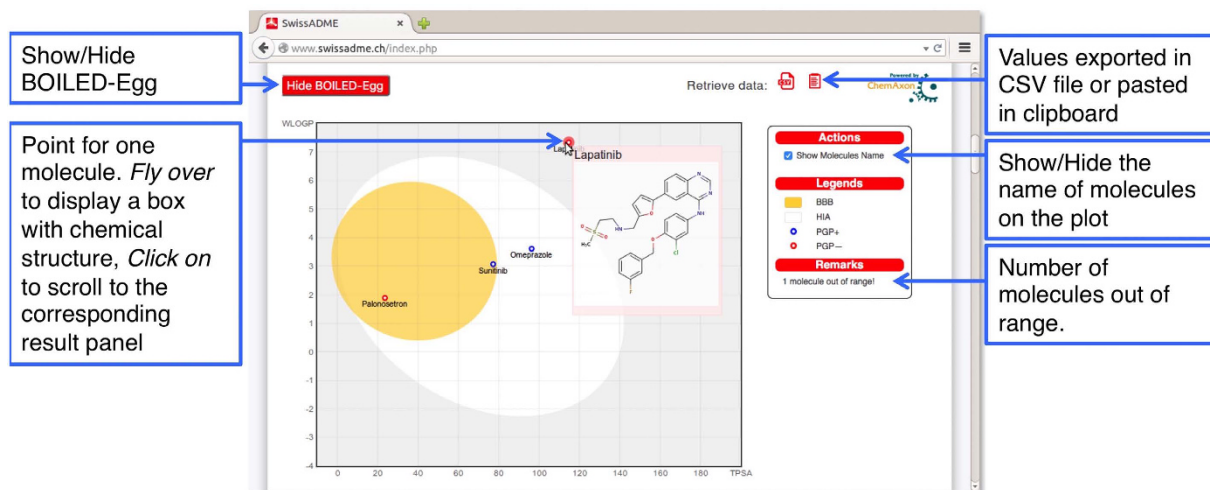 SwissADME
www.swissadme.ch/index.php
Show/Hide
BOILED-Egg
Hide BOILED-Egg
Retrieve data:
CSV
Powered by
ChemAxon
Values exported in
CSV file or pasted
in clipboard
Point for one
molecule. Fly over
to display a box
with chemical
structure, Click on
to scroll to the
corresponding
result panel
WLOGP
7
6
5
4
3
2
1
0
-1
-2
-3
-4
0
20
40
60
80
100
120
140
160
180
TPSA
Lapatinib
Omeprazole
Sunitinib
Palonosetron
N
N
NH
O
O
S
O
H₃C
HN
O
Cl
F
Actions
Show Molecules Name
Legends
BBB
HIA
PGP+
PGP−
Remarks
1 molecule out of range!
Show/Hide the
name of molecules
on the plot
Number of
molecules out of
range.